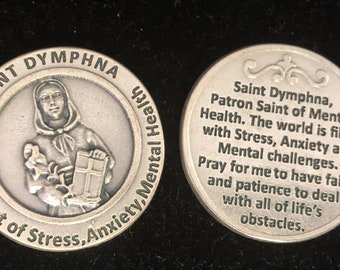 NT DYMPHNA
t of Stress,Anxiety,Mental Health
Saint Dymphna,
Patron Saint of Ment
Health. The world is fil
with Stress, Anxiety a
Mental challenges.
Pray for me to have fai
and patience to deal
with all of life's
obstacles.